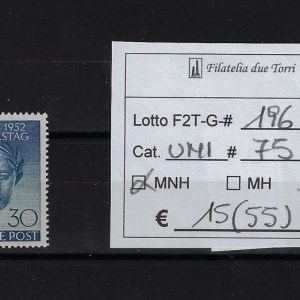 1952
STAG
30
E POST
Filatelia due Torri
Lotto F2T-G-# 196
Cat. UNI # 75
MNH MH
€ 15(55)